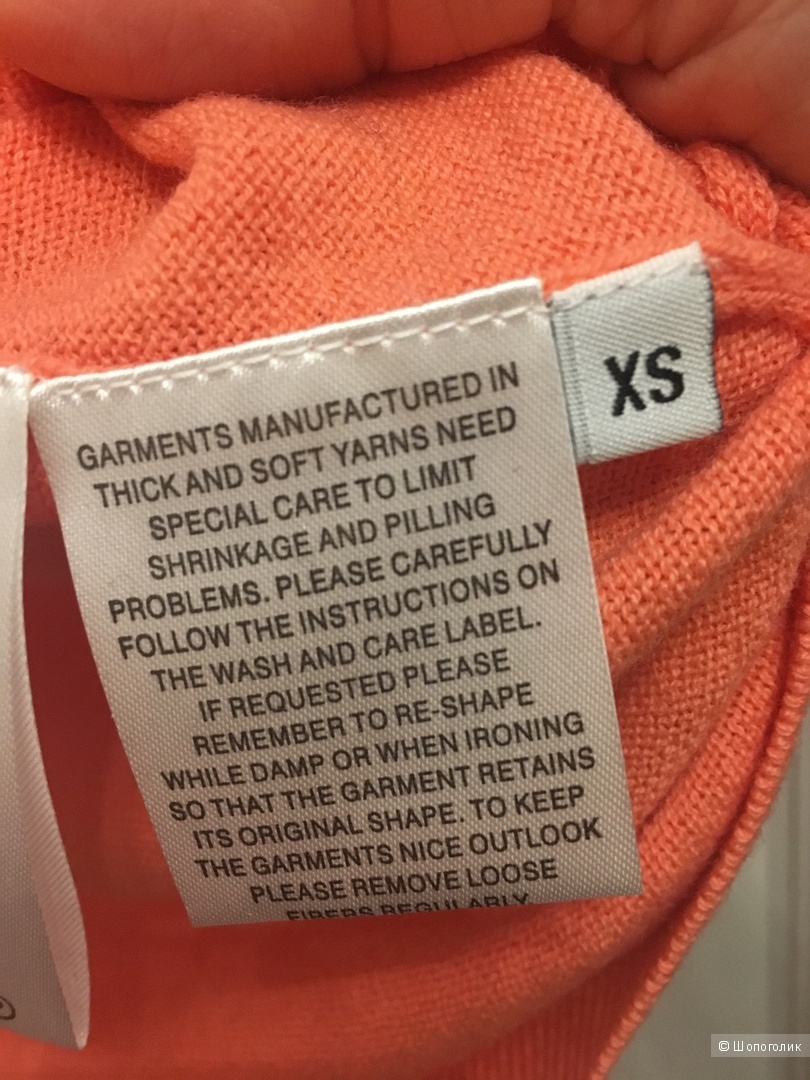 GARMENTS MANUFACTURED IN
THICK AND SOFT YARNS NEED
SPECIAL CARE TO LIMIT
SHRINKAGE AND PILLING
PROBLEMS. PLEASE CAREFULLY
FOLLOW THE INSTRUCTIONS ON
THE WASH AND CARE LABEL.
IF REQUESTED PLEASE
REMEMBER TO RE-SHAPE
WHILE DAMP OR WHEN IRONING
SO THAT THE GARMENT RETAINS
ITS ORIGINAL SHAPE. TO KEEP
THE GARMENTS NICE OUTLOOK
PLEASE REMOVE LOOSE
FIBERS REGULARLY.
XS
© Шопоголик